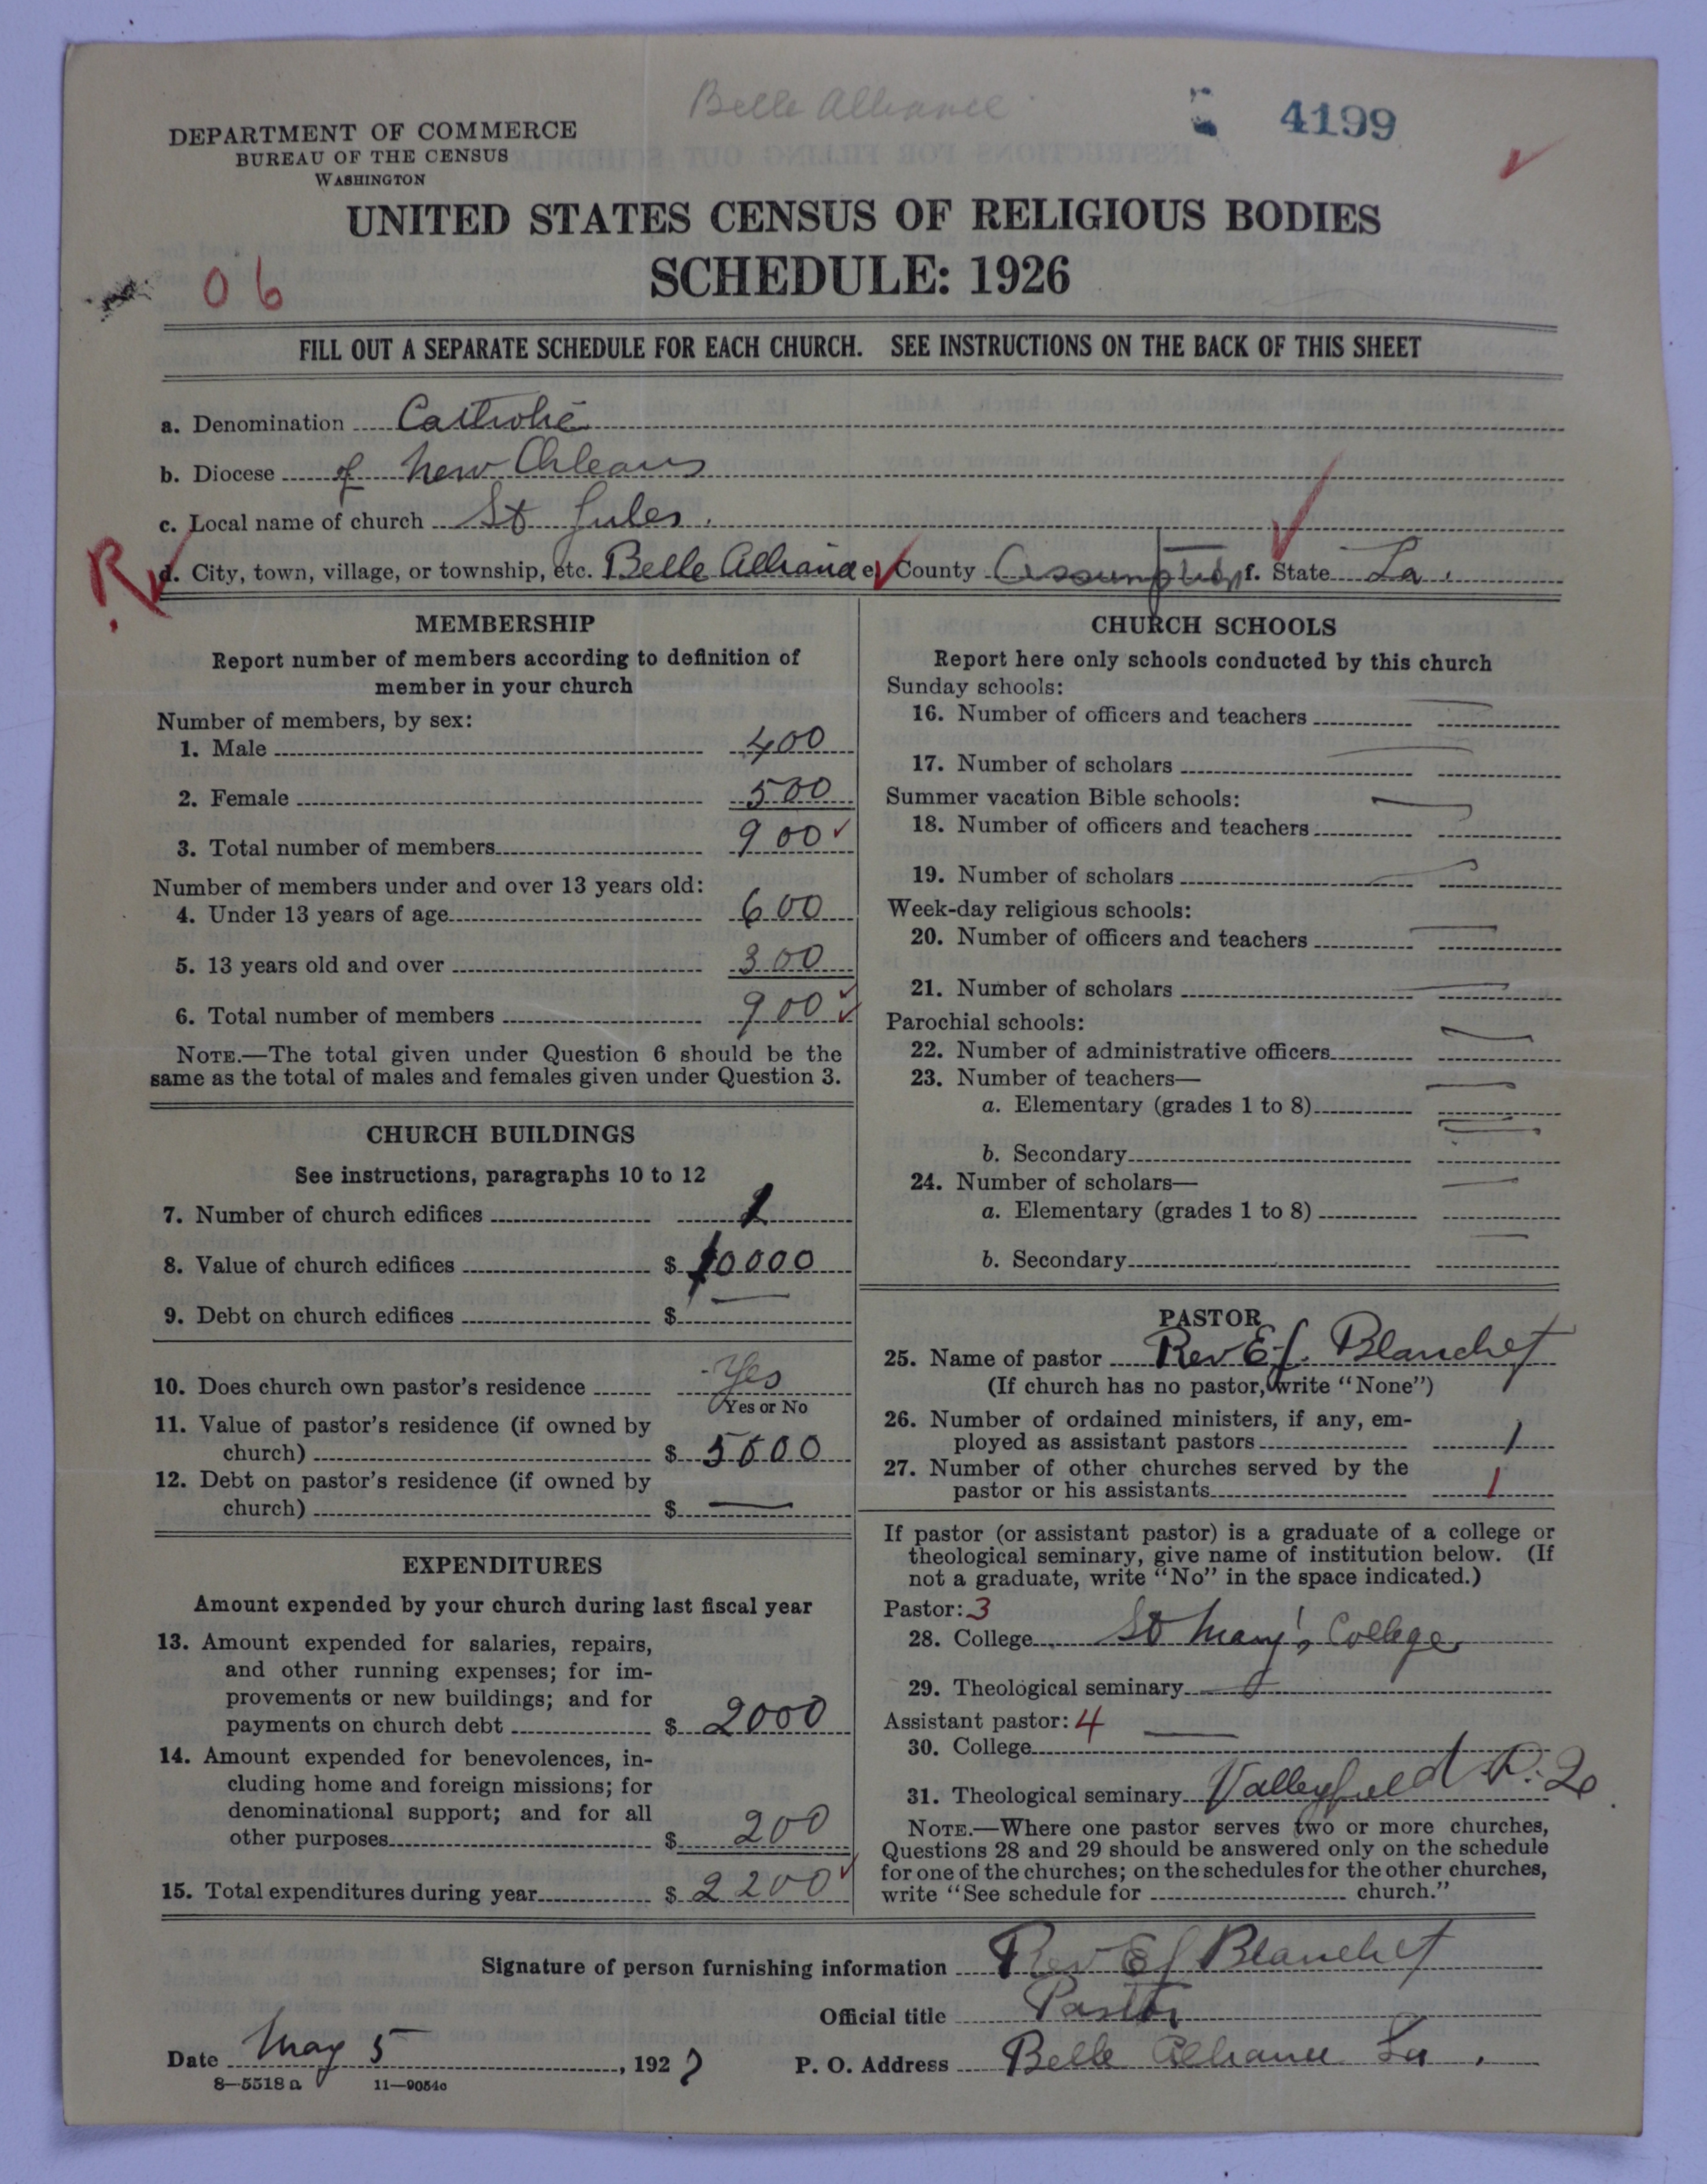 Belle Alliance
4199
DEPARTMENT OF COMMERCE
BUREAU OF THE CENSUS
WASHINGTON
UNITED STATES CENSUS OF RELIGIOUS BODIES
SCHEDULE: 1926
06
FILL OUT A SEPARATE SCHEDULE FOR EACH CHURCH. SEE INSTRUCTIONS ON THE BACK OF THIS SHEET
a. Denomination Catholic
b. Diocese of New Orleans
c. Local name of church St Jules.
R
d. City, town, village, or township, etc. Belle Alliance e. County Assumption f. State La.
MEMBERSHIP
Report number of members according to definition of
member in your church
Number of members, by sex:
1. Male 400
2. Female 500
3. Total number of members 900
Number of members under and over 13 years old:
4. Under 13 years of age 600
5. 13 years old and over 300
6. Total number of members 900
NOTE.—The total given under Question 6 should be the
same as the total of males and females given under Question 3.
CHURCH BUILDINGS
See instructions, paragraphs 10 to 12
7. Number of church edifices 1
8. Value of church edifices $ 10000
9. Debt on church edifices $ —
10. Does church own pastor's residence Yes
Yes or No
11. Value of pastor's residence (if owned by
church) $ 5000
12. Debt on pastor's residence (if owned by
church) $ —
EXPENDITURES
Amount expended by your church during last fiscal year
13. Amount expended for salaries, repairs,
and other running expenses; for im-
provements or new buildings; and for
payments on church debt $ 2000
14. Amount expended for benevolences, in-
cluding home and foreign missions; for
denominational support; and for all
other purposes $ 200
15. Total expenditures during year $ 2200
CHURCH SCHOOLS
Report here only schools conducted by this church
Sunday schools:
16. Number of officers and teachers —
17. Number of scholars —
Summer vacation Bible schools:
18. Number of officers and teachers —
19. Number of scholars —
Week-day religious schools:
20. Number of officers and teachers —
21. Number of scholars —
Parochial schools:
22. Number of administrative officers —
23. Number of teachers—
a. Elementary (grades 1 to 8) —
b. Secondary —
24. Number of scholars—
a. Elementary (grades 1 to 8) —
b. Secondary —
PASTOR
25. Name of pastor Rev E J. Blanchet
(If church has no pastor, write "None")
26. Number of ordained ministers, if any, em-
ployed as assistant pastors 1
27. Number of other churches served by the
pastor or his assistants 1
If pastor (or assistant pastor) is a graduate of a college or
theological seminary, give name of institution below. (If
not a graduate, write "No" in the space indicated.)
Pastor: 3
28. College St Mary's College
29. Theological seminary
Assistant pastor: 4
30. College —
31. Theological seminary Valleyfield P. Q
NOTE.—Where one pastor serves two or more churches,
Questions 28 and 29 should be answered only on the schedule
for one of the churches; on the schedules for the other churches,
write "See schedule for church."
Signature of person furnishing information Rev E J Blanchet
Official title Pastor
Date May 5, 1927 P. O. Address Belle Alliance La.
8—5518a 11—9054c